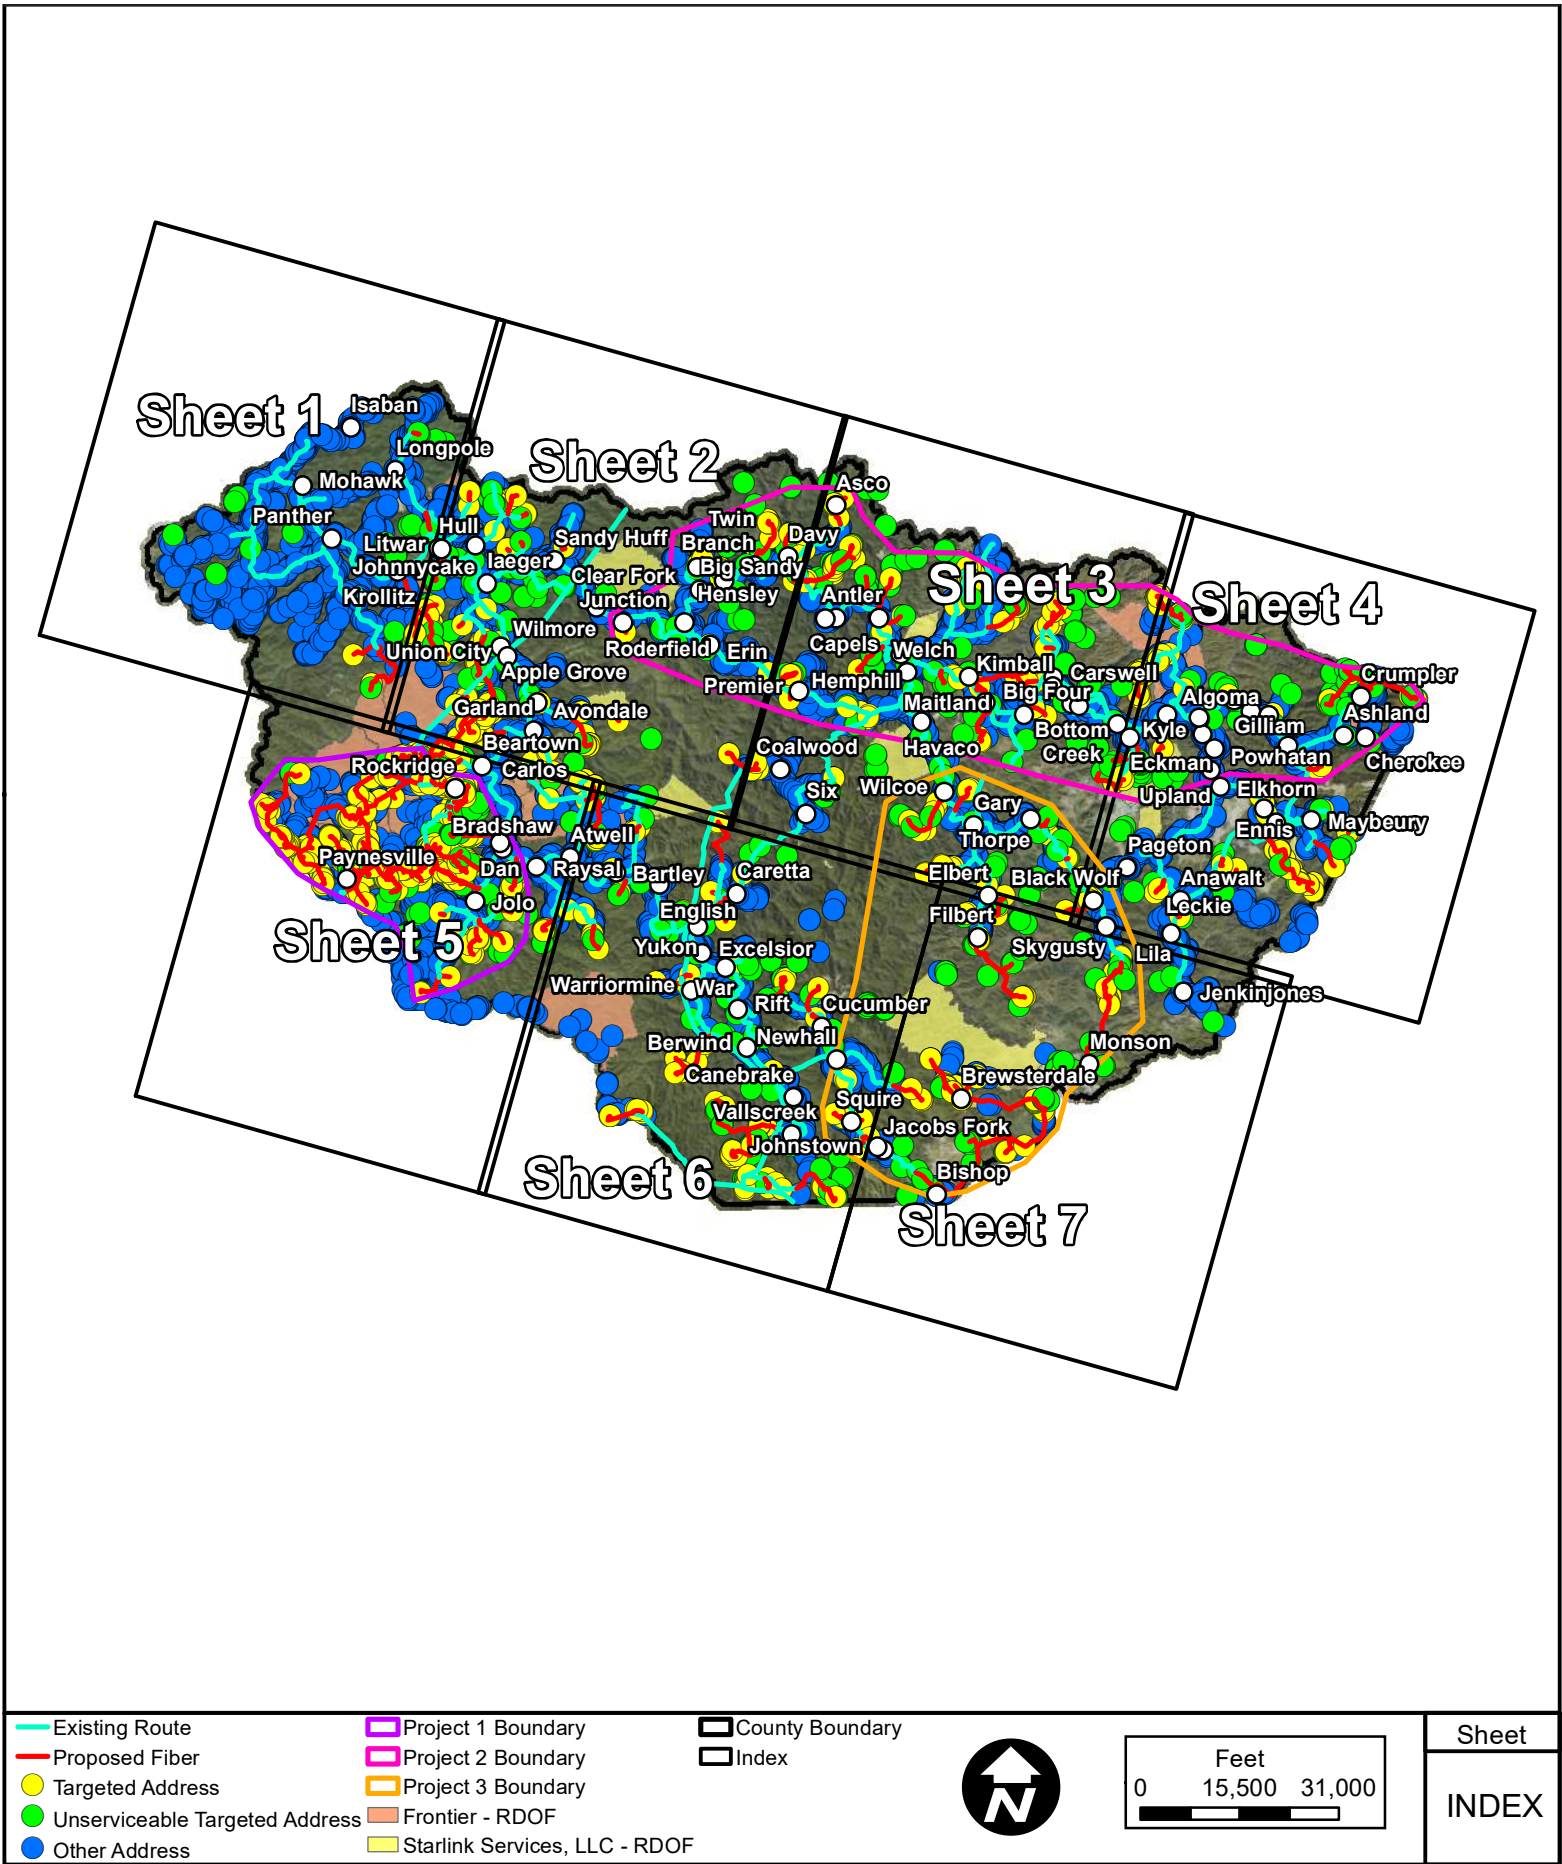 Sheet 1
Isaban
Longpole
Mohawk
Panther
Hull
Litwar
Johnnycake
Iaeger
Krollitz
Sheet 2
Sandy Huff
Twin
Branch
Davy
Asco
Big Sandy
Clear Fork
Junction
Hensley
Wilmore
Union City
Apple Grove
Roderfield
Erin
Premier
Antler
Capels
Sheet 3
Welch
Hemphill
Kimball
Carswell
Big Four
Maitland
Bottom
Creek
Havaco
Sheet 4
Crumpler
Algoma
Gilliam
Ashland
Kyle
Eckman
Powhatan
Cherokee
Upland
Elkhorn
Ennis
Maybeury
Garland
Avondale
Beartown
Rockridge
Carlos
Coalwood
Six
Wilcoe
Gary
Thorpe
Bradshaw
Atwell
Paynesville
Dan
Raysal
Bartley
Caretta
Elbert
Black Wolf
Pageton
Anawalt
Leckie
Jolo
English
Filbert
Sheet 5
Yukon
Excelsior
Skygusty
Lila
Warriormine
War
Rift
Cucumber
Jenkinjones
Berwind
Newhall
Monson
Canebrake
Brewsterdale
Vallscreek
Squire
Johnstown
Jacobs Fork
Sheet 6
Bishop
Sheet 7
Existing Route
Proposed Fiber
Targeted Address
Unserviceable Targeted Address
Other Address
Project 1 Boundary
Project 2 Boundary
Project 3 Boundary
Frontier - RDOF
Starlink Services, LLC - RDOF
County Boundary
Index
N
Feet
0 15,500 31,000
Sheet
INDEX